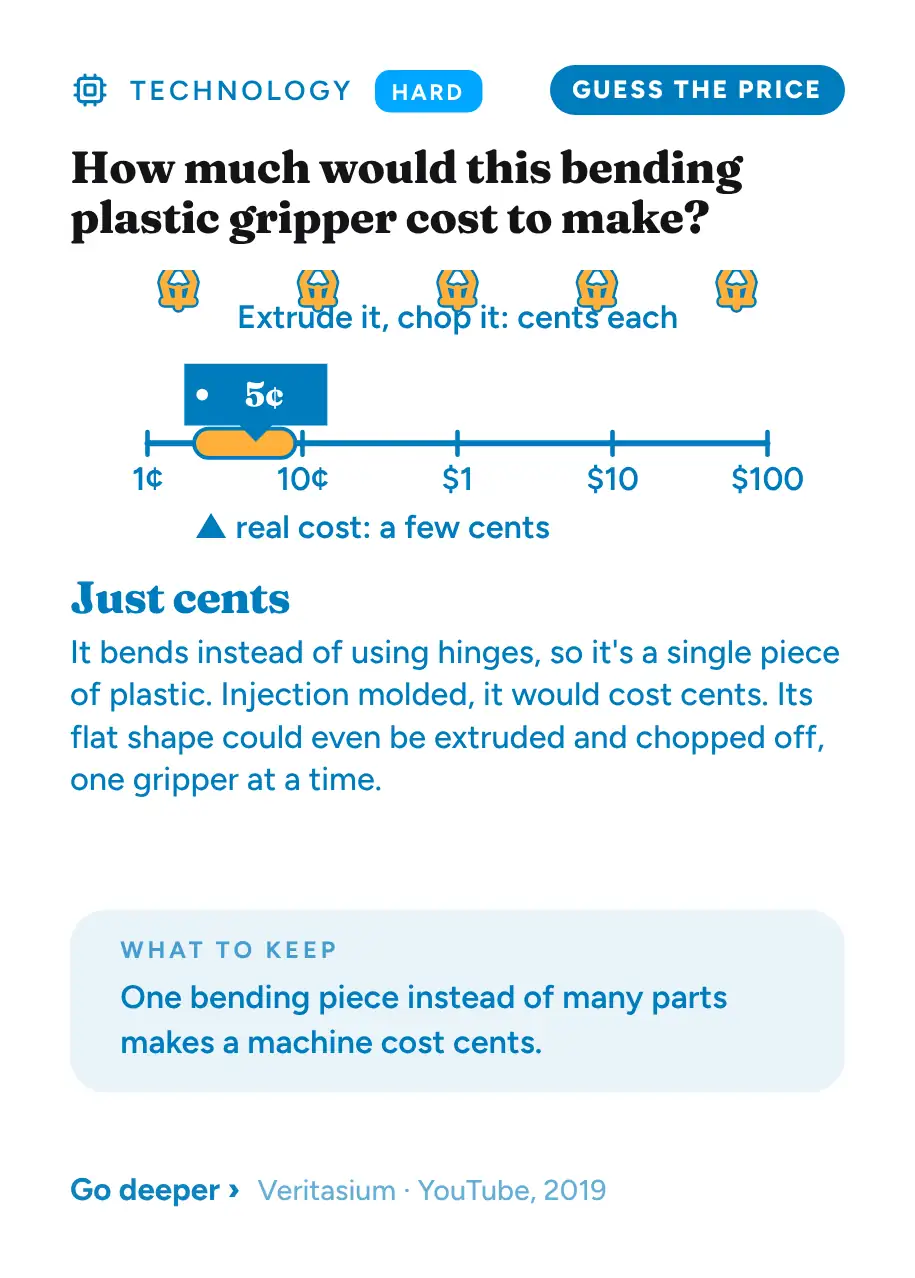 TECHNOLOGY
HARD
GUESS THE PRICE
How much would this bending
plastic gripper cost to make?
Extrude it, chop it: cents each
5¢
1¢ 10¢ $1 $10 $100
▲ real cost: a few cents
Just cents
It bends instead of using hinges, so it's a single piece
of plastic. Injection molded, it would cost cents. Its
flat shape could even be extruded and chopped off,
one gripper at a time.
WHAT TO KEEP
One bending piece instead of many parts
makes a machine cost cents.
Go deeper › Veritasium · YouTube, 2019